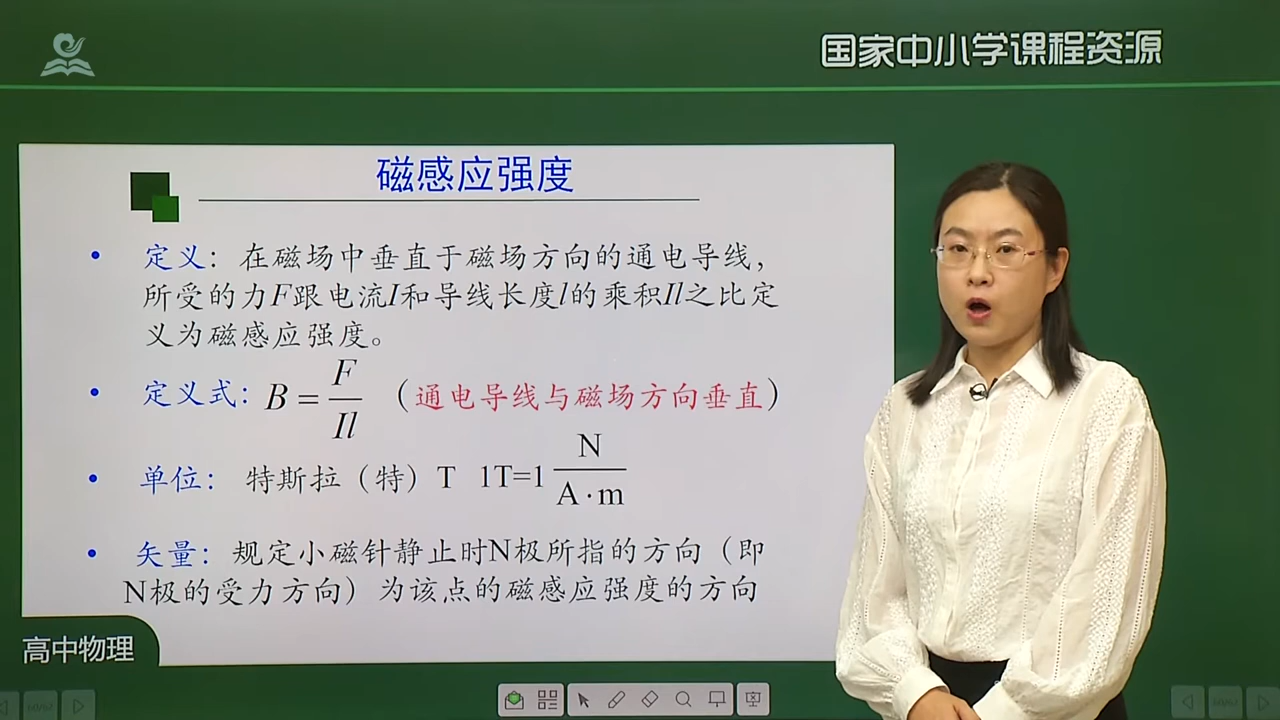 国家中小学课程资源
磁感应强度
• 定义：在磁场中垂直于磁场方向的通电导线，
所受的力F跟电流I和导线长度l的乘积Il之比定
义为磁感应强度。
• 定义式：B = F/Il （通电导线与磁场方向垂直）
• 单位：特斯拉（特）T 1T=1 N/A·m
• 矢量：规定小磁针静止时N极所指的方向（即
N极的受力方向）为该点的磁感应强度的方向
高中物理